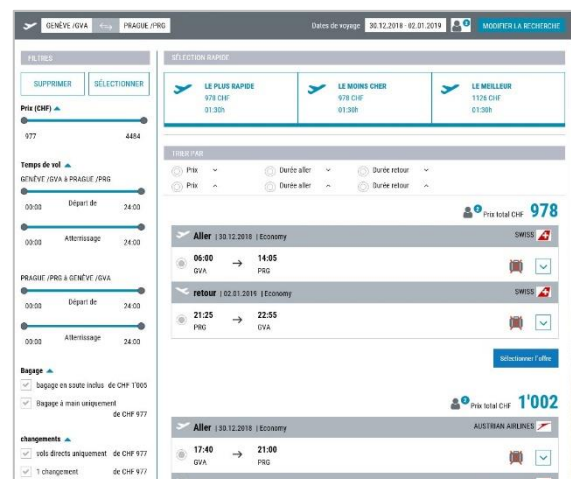 GENÈVE /GVA PRAGUE /PRG Dates de voyage 30.12.2018 - 02.01.2019 2 MODIFIER LA RECHERCHE
FILTRES
SUPPRIMER SÉLECTIONNER
Prix (CHF)
977 4484
Temps de vol
GENÈVE /GVA à PRAGUE /PRG
00:00 Départ de 24:00
00:00 Atterrissage 24:00
PRAGUE /PRG à GENÈVE /GVA
00:00 Départ de 24:00
00:00 Atterrissage 24:00
Bagage
bagage en soute inclus de CHF 1'005
Bagage à main uniquement
de CHF 977
changements
vols directs uniquement de CHF 977
1 changement de CHF 977
SÉLECTION RAPIDE
LE PLUS RAPIDE
978 CHF
01:30h
LE MOINS CHER
978 CHF
01:30h
LE MEILLEUR
1126 CHF
01:30h
TRIER PAR
Prix Durée aller Durée retour
Prix Durée aller Durée retour
2 Prix total CHF 978
Aller | 30.12.2018 | Economy SWISS
06:00 → 14:05
GVA PRG
retour | 02.01.2019 | Economy SWISS
21:25 → 22:55
PRG GVA
Sélectionner l'offre
2 Prix total CHF 1'002
Aller | 30.12.2018 | Economy AUSTRIAN AIRLINES
17:40 → 21:00
GVA PRG